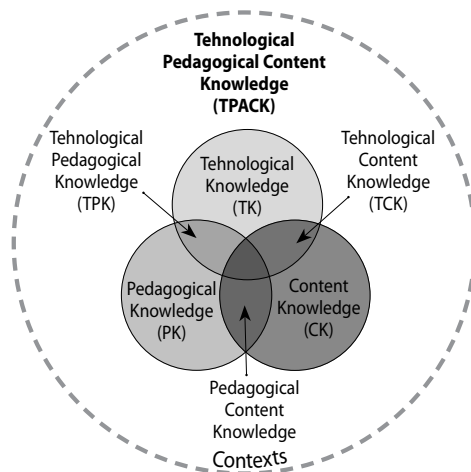 Tehnological
Pedagogical Content
Knowledge
(TPACK)
Tehnological
Pedagogical
Knowledge
(TPK)
Tehnological
Knowledge
(TK)
Tehnological
Content
Knowledge
(TCK)
Pedagogical
Knowledge
(PK)
Content
Knowledge
(CK)
Pedagogical
Content
Knowledge
Contexts